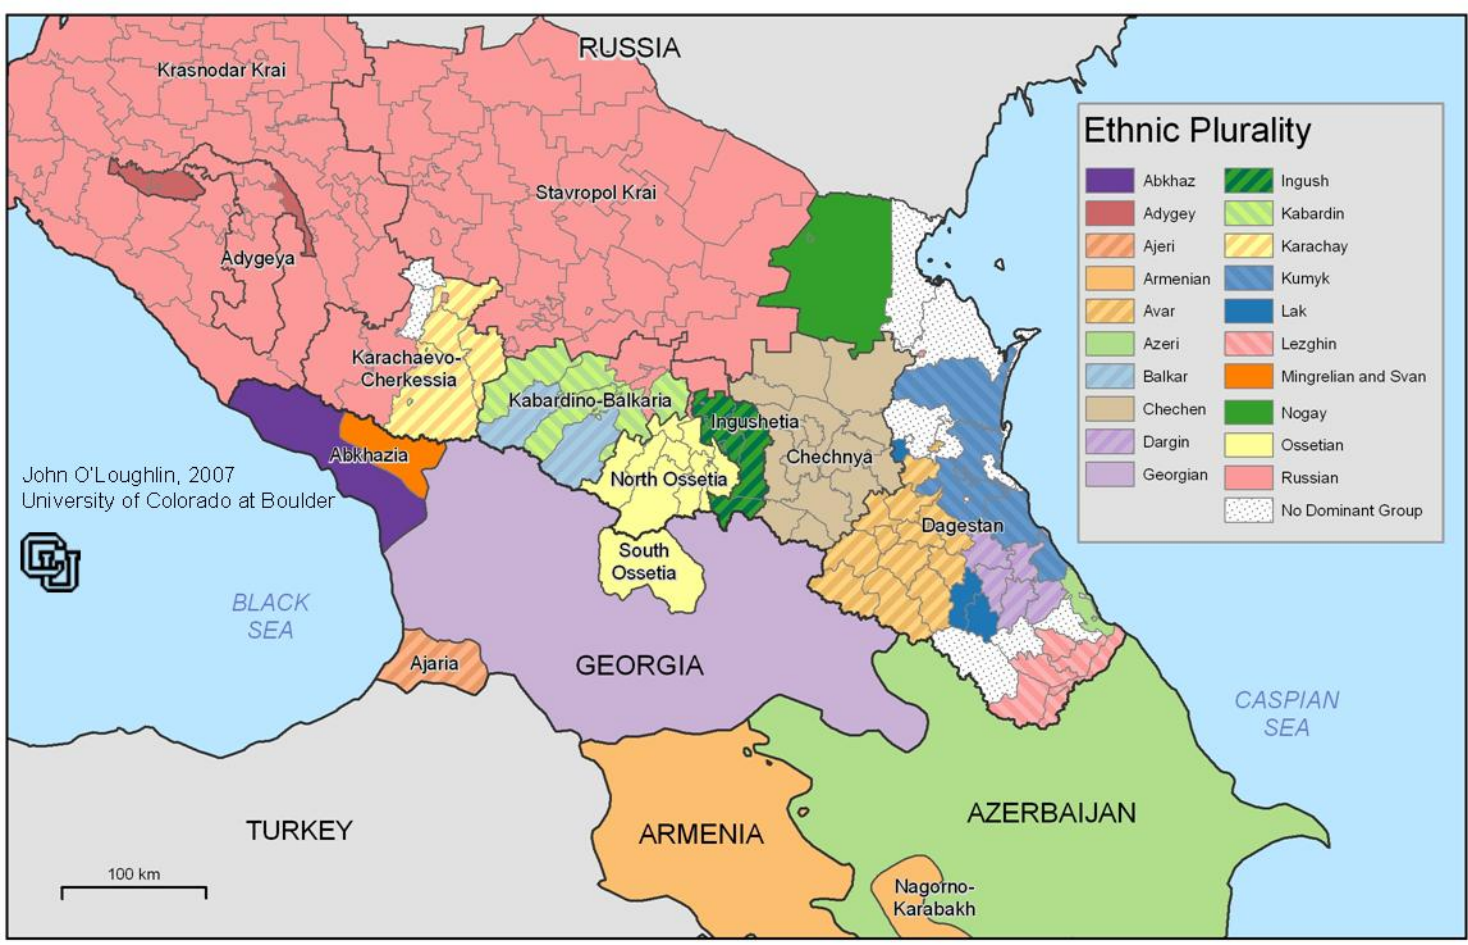 RUSSIA
Krasnodar Krai
Stavropol Krai
Adygeya
Karachaevo-
Cherkessia
Kabardino-Balkaria
Ingushetia
Abkhazia
Chechnya
North Ossetia
Dagestan
South
Ossetia
John O'Loughlin, 2007
University of Colorado at Boulder
CU
BLACK
SEA
Ajaria
GEORGIA
CASPIAN
SEA
TURKEY
ARMENIA
AZERBAIJAN
Nagorno-
Karabakh
100 km
Ethnic Plurality
Abkhaz
Adygey
Ajeri
Armenian
Avar
Azeri
Balkar
Chechen
Dargin
Georgian
Ingush
Kabardin
Karachay
Kumyk
Lak
Lezghin
Mingrelian and Svan
Nogay
Ossetian
Russian
No Dominant Group